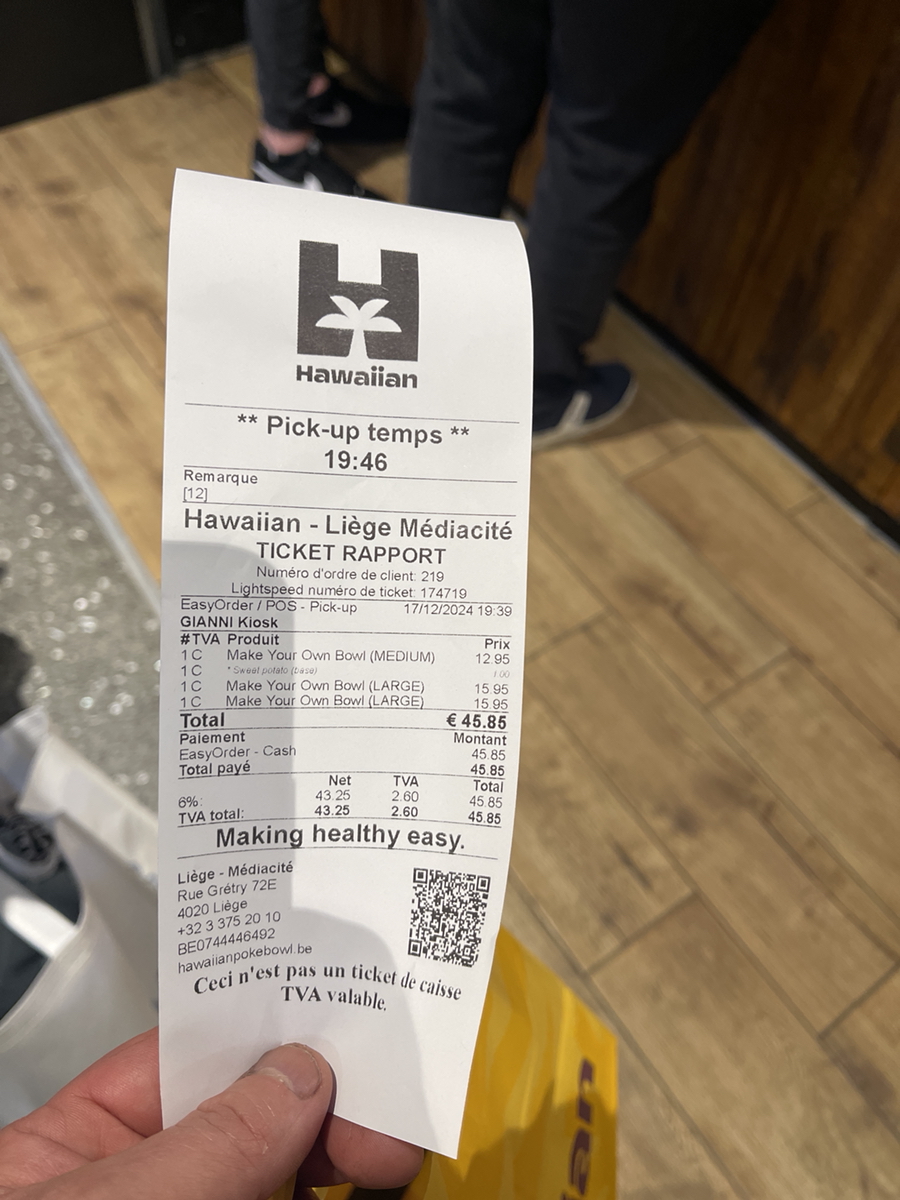 Hawaiian
** Pick-up temps **
19:46
Remarque
[12]
Hawaiian - Liège Médiacité
TICKET RAPPORT
Numéro d'ordre de client: 219
Lightspeed numéro de ticket: 174719
EasyOrder / POS - Pick-up 17/12/2024 19:39
GIANNI Kiosk
#TVA Produit Prix
1 C Make Your Own Bowl (MEDIUM) 12.95
1 C * Sweet potato (base) 1.00
1 C Make Your Own Bowl (LARGE) 15.95
1 C Make Your Own Bowl (LARGE) 15.95
Total € 45.85
Paiement Montant
EasyOrder - Cash 45.85
Total payé 45.85
Net TVA Total
6%: 43.25 2.60 45.85
TVA total: 43.25 2.60 45.85
Making healthy easy.
Liège - Médiacité
Rue Grétry 72E
4020 Liège
+32 3 375 20 10
BE0744446492
hawaiianpokebowl.be
Ceci n'est pas un ticket de caisse
TVA valable.